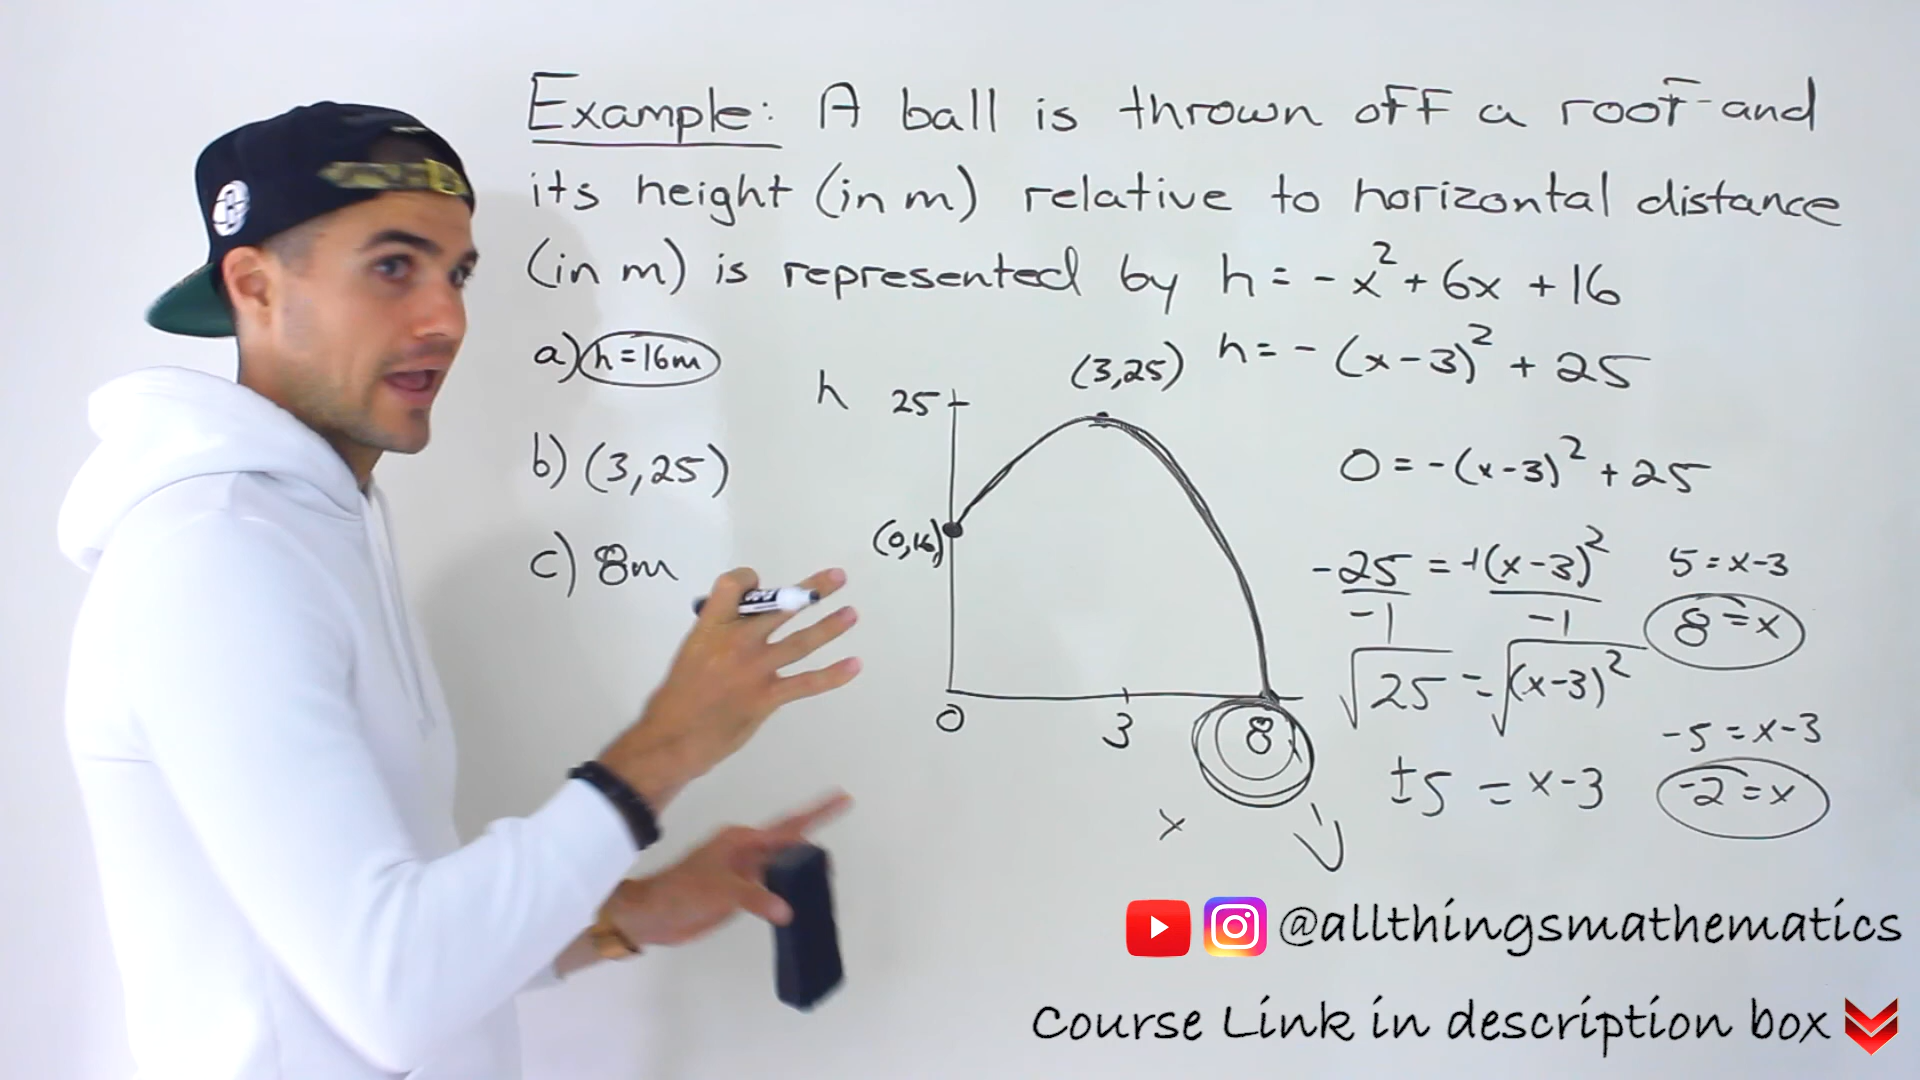 Example: A ball is thrown off a roof and
its height (in m) relative to horizontal distance
(in m) is represented by h = -x² + 6x + 16
a) h = 16m
b) (3,25)
c) 8m
h
25
(3,25)
(0,16)
0
3
8
x
h = -(x-3)² + 25
0 = -(x-3)² + 25
-25 = -1(x-3)²
-1 -1
√25 = √(x-3)²
±5 = x-3
5 = x-3
8 = x
-5 = x-3
-2 = x
@allthingsmathematics
Course Link in description box